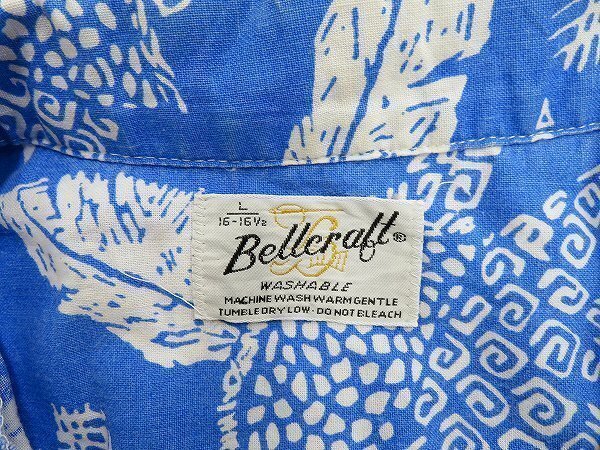 L
16-16½
Bellcraft®
WASHABLE
MACHINE WASH WARM GENTLE
TUMBLE DRY LOW - DO NOT BLEACH